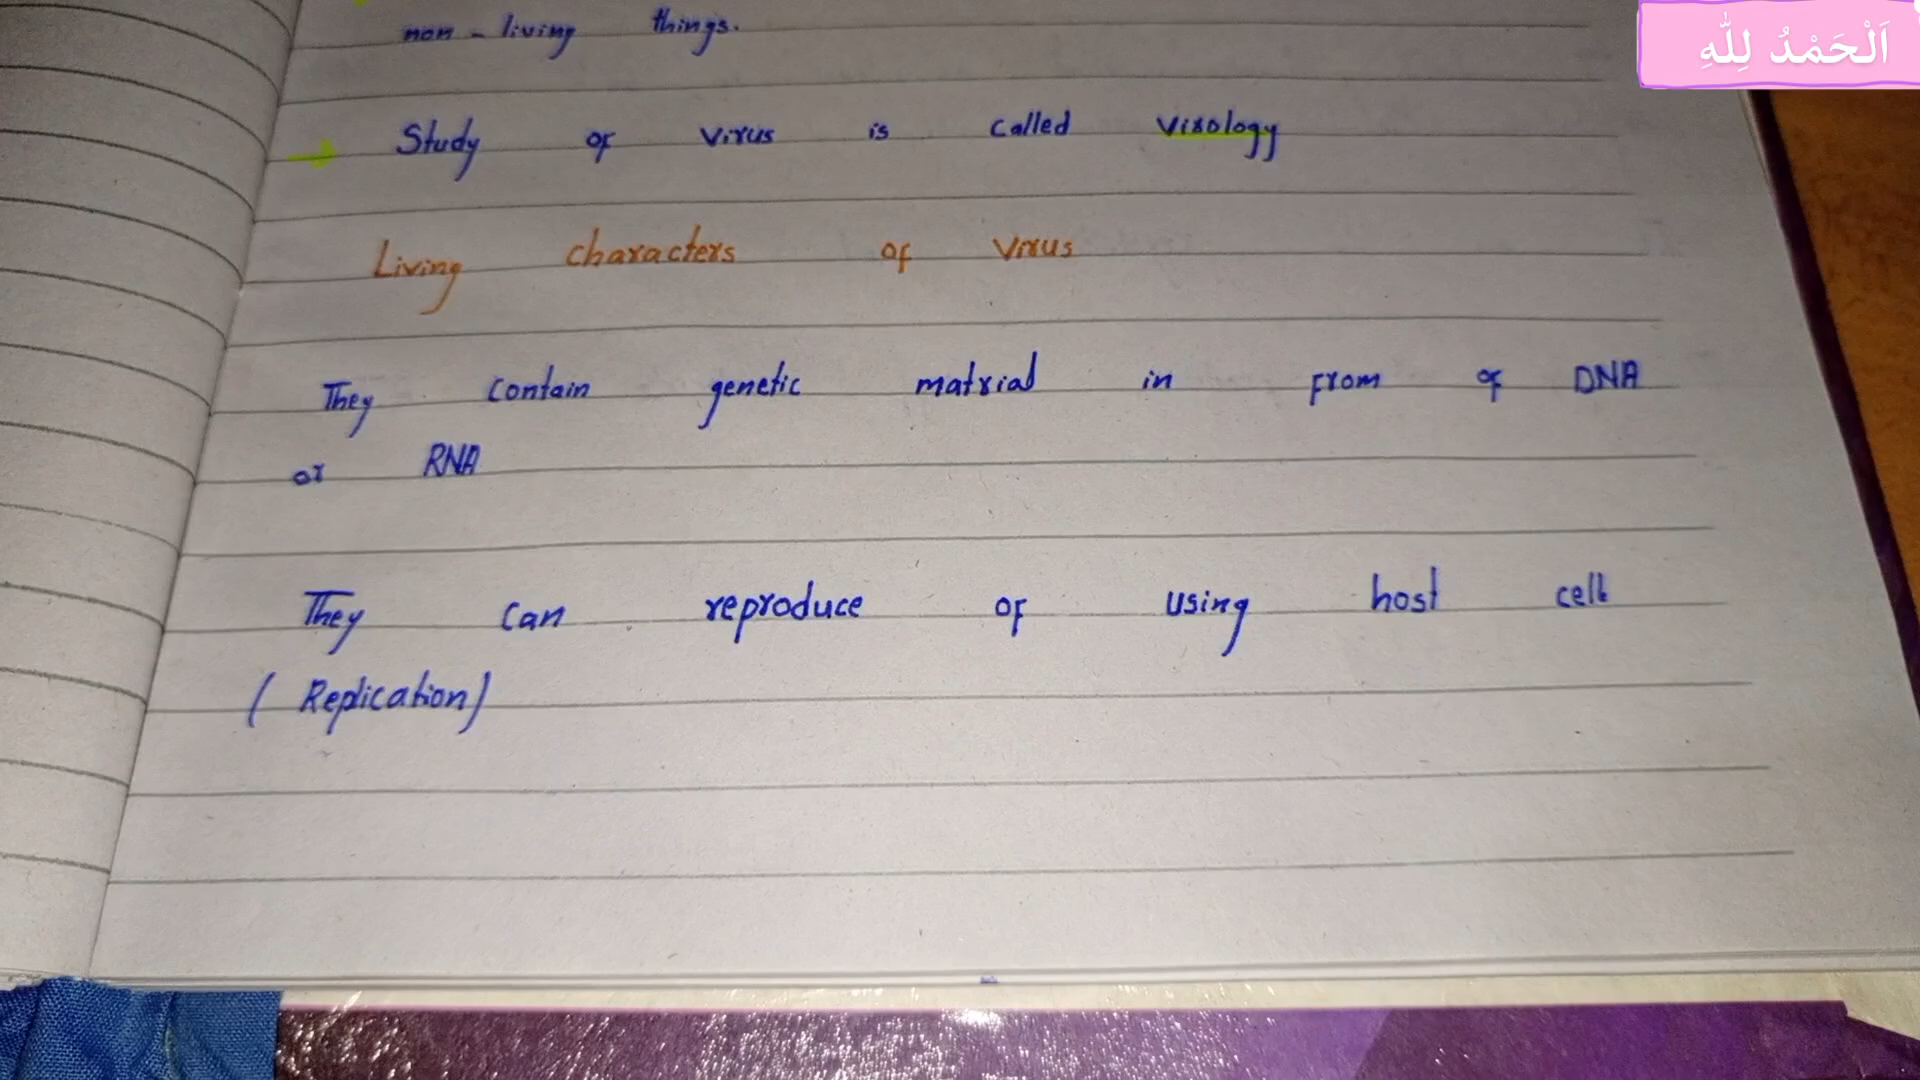 non - living things.
اَلْحَمْدُ لِلّٰهِ
Study of virus is called virology
Living characters of virus
They contain genetic matrial in from of DNA
or RNA
They can reproduce of using host cell
( Replication)